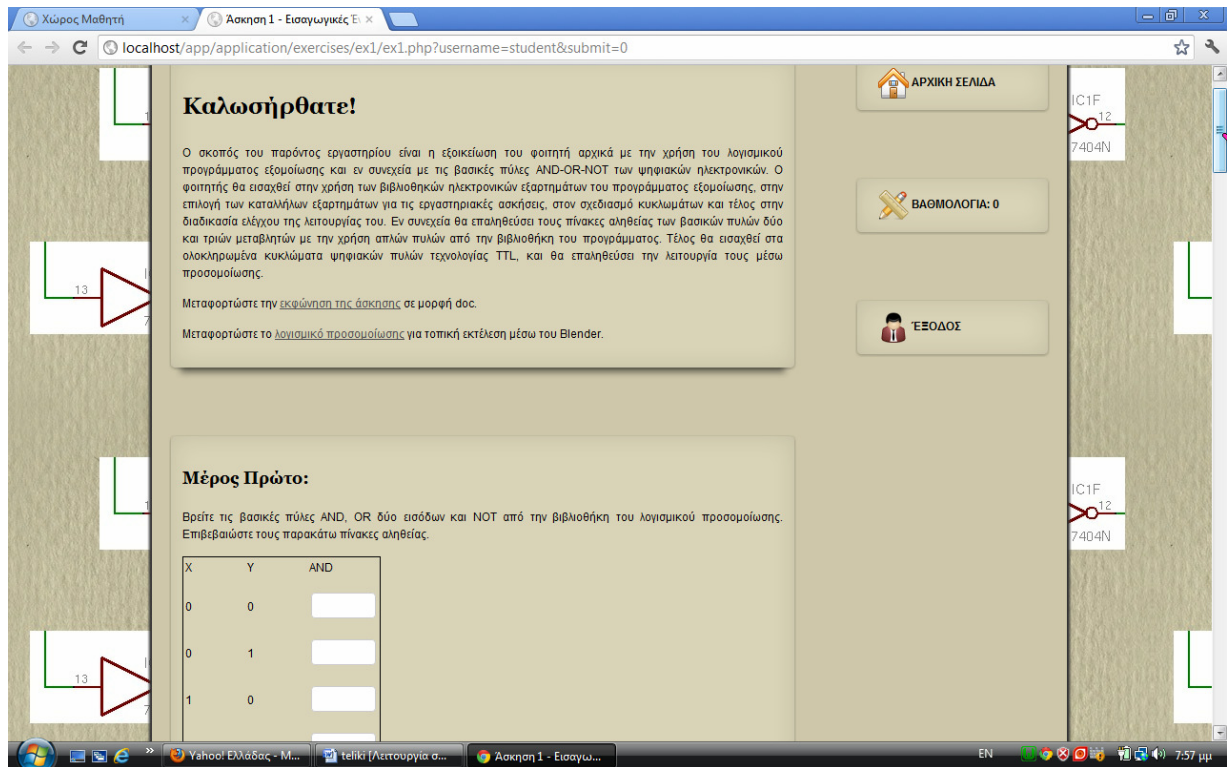 Χώρος Μαθητή
Άσκηση 1 - Εισαγωγικές Έ
localhost/app/application/exercises/ex1/ex1.php?username=student&submit=0
Καλωσήρθατε!
Ο σκοπός του παρόντος εργαστηρίου είναι η εξοικείωση του φοιτητή αρχικά με την χρήση του λογισμικού
προγράμματος εξομοίωσης και εν συνεχεία με τις βασικές πύλες AND-OR-NOT των ψηφιακών ηλεκτρονικών. Ο
φοιτητής θα εισαχθεί στην χρήση των βιβλιοθηκών ηλεκτρονικών εξαρτημάτων του προγράμματος εξομοίωσης, στην
επιλογή των καταλλήλων εξαρτημάτων για τις εργαστηριακές ασκήσεις, στον σχεδιασμό κυκλωμάτων και τέλος στην
διαδικασία ελέγχου της λειτουργίας του. Εν συνεχεία θα επαληθεύσει τους πίνακες αληθείας των βασικών πυλών δύο
και τριών μεταβλητών με την χρήση απλών πυλών από την βιβλιοθήκη του προγράμματος. Τέλος θα εισαχθεί στα
ολοκληρωμένα κυκλώματα ψηφιακών πυλών τεχνολογίας TTL, και θα επαληθεύσει την λειτουργία τους μέσω
προσομοίωσης.
Μεταφορτώστε την εκφώνηση της άσκησης σε μορφή doc.
Μεταφορτώστε το λογισμικό προσομοίωσης για τοπική εκτέλεση μέσω του Blender.
ΑΡΧΙΚΗ ΣΕΛΙΔΑ
ΒΑΘΜΟΛΟΓΙΑ: 0
ΈΞΟΔΟΣ
Μέρος Πρώτο:
Βρείτε τις βασικές πύλες AND, OR δύο εισόδων και NOT από την βιβλιοθήκη του λογισμικού προσομοίωσης.
Επιβεβαιώστε τους παρακάτω πίνακες αληθείας.
X Y AND
0 0
0 1
1 0
IC1F
12
7404N
13
IC1F
12
7404N
13
Yahoo! Ελλάδας - M...
teliki [Λειτουργία σ...
Άσκηση 1 - Εισαγω...
EN
7:57 μμ